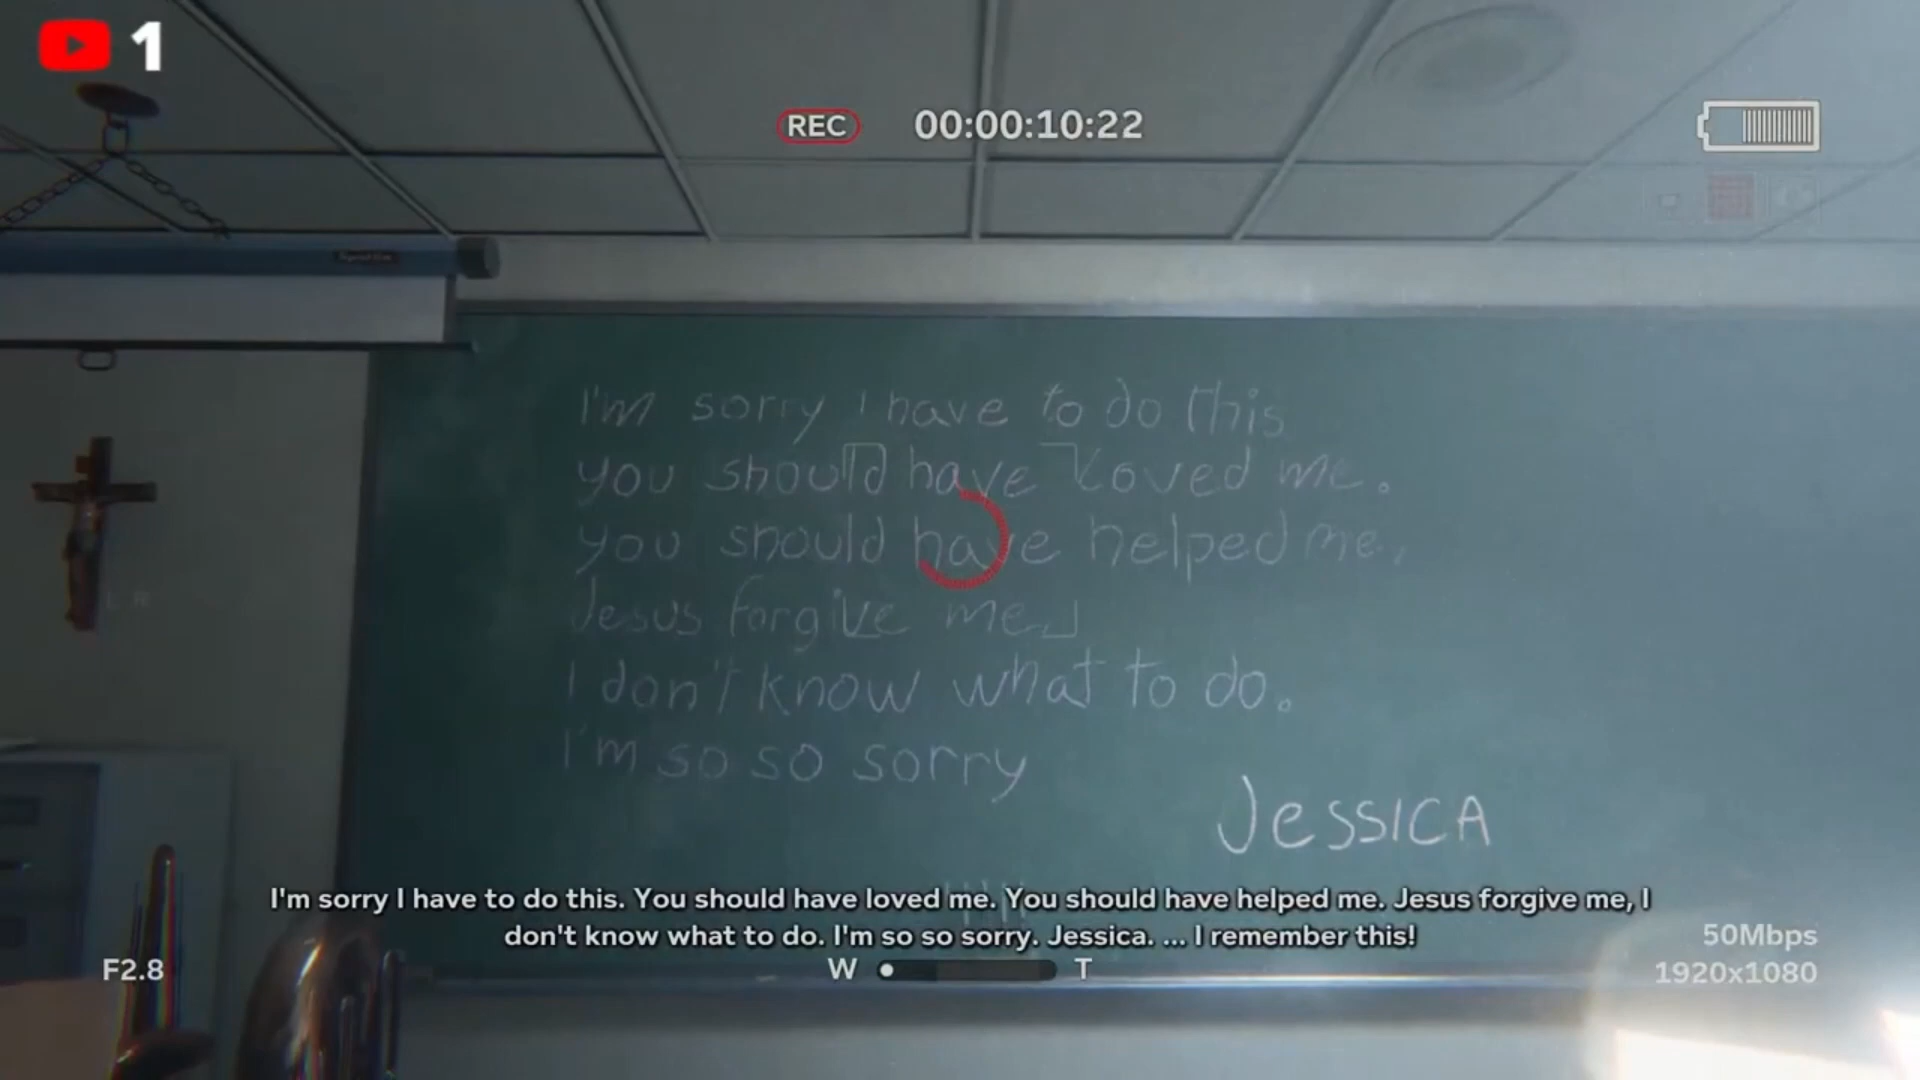 1
REC 00:00:10:22
I'm sorry I have to do this
you should have loved me.
you should have helped me.
Jesus forgive me
I don't know what to do.
I'm so so sorry
Jessica
I'm sorry I have to do this. You should have loved me. You should have helped me. Jesus forgive me, I
don't know what to do. I'm so so sorry. Jessica. ... I remember this!
50Mbps
F2.8
W T
1920x1080